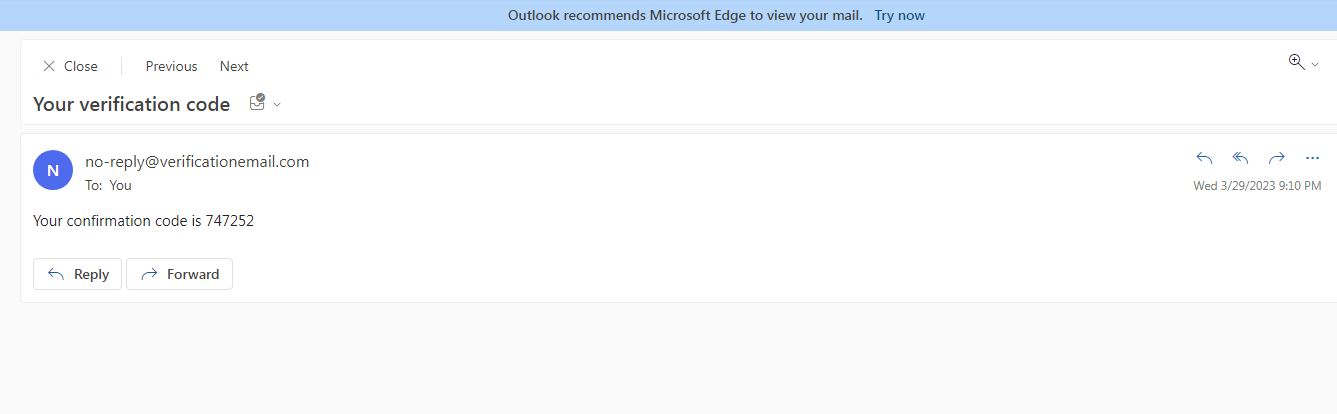 Outlook recommends Microsoft Edge to view your mail. Try now
Close Previous Next
Your verification code
N
no-reply@verificationemail.com
To: You
Wed 3/29/2023 9:10 PM
Your confirmation code is 747252
Reply Forward